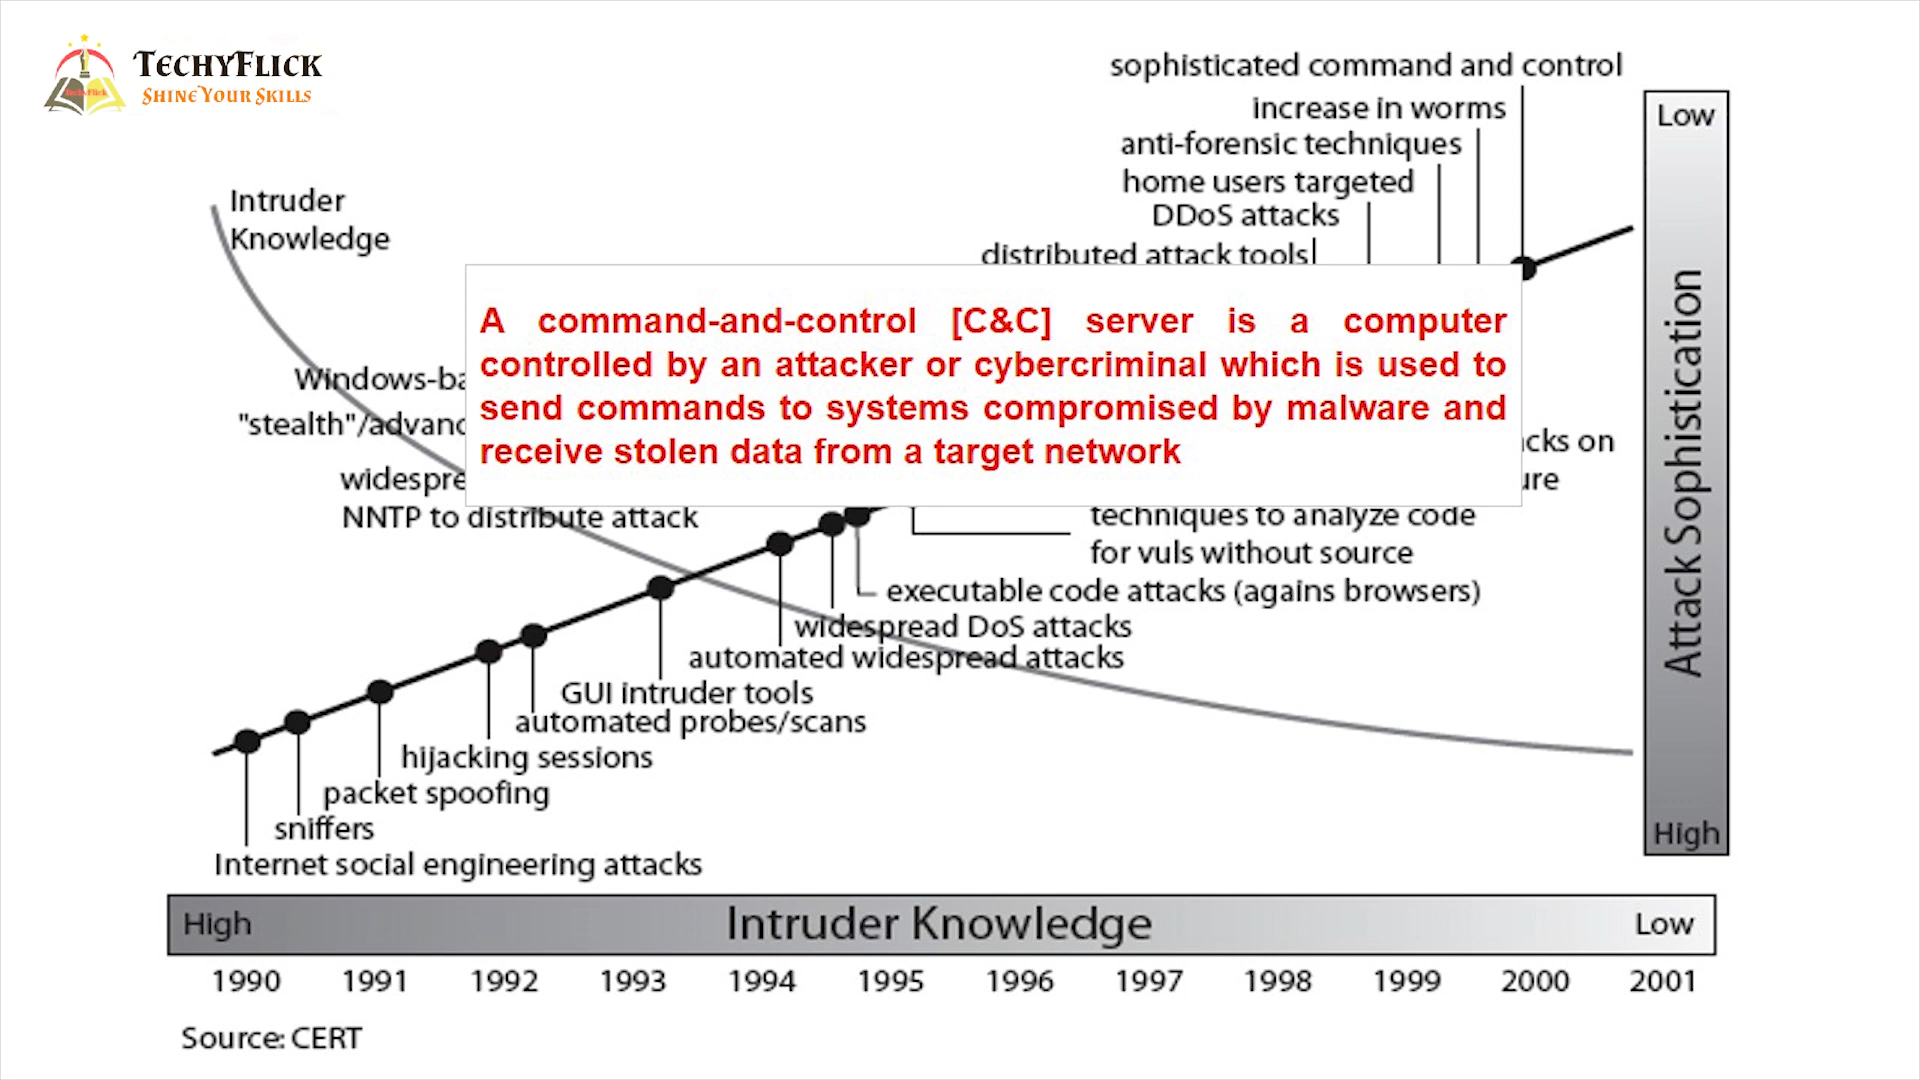 TECHYFLICK
SHINE YOUR SKILLS
sophisticated command and control
increase in worms
anti-forensic techniques
home users targeted
DDoS attacks
distributed attack tools
Low
Intruder
Knowledge
A command-and-control [C&C] server is a computer
controlled by an attacker or cybercriminal which is used to
send commands to systems compromised by malware and
receive stolen data from a target network
"stealth"/
on
NNTP to distribute attack
techniques to analyze code
for vuls without source
executable code attacks (agains browsers)
widespread DoS attacks
automated widespread attacks
GUI intruder tools
automated probes/scans
hijacking sessions
packet spoofing
sniffers
Internet social engineering attacks
Attack Sophistication
High
High Intruder Knowledge Low
1990 1991 1992 1993 1994 1995 1996 1997 1998 1999 2000 2001
Source: CERT